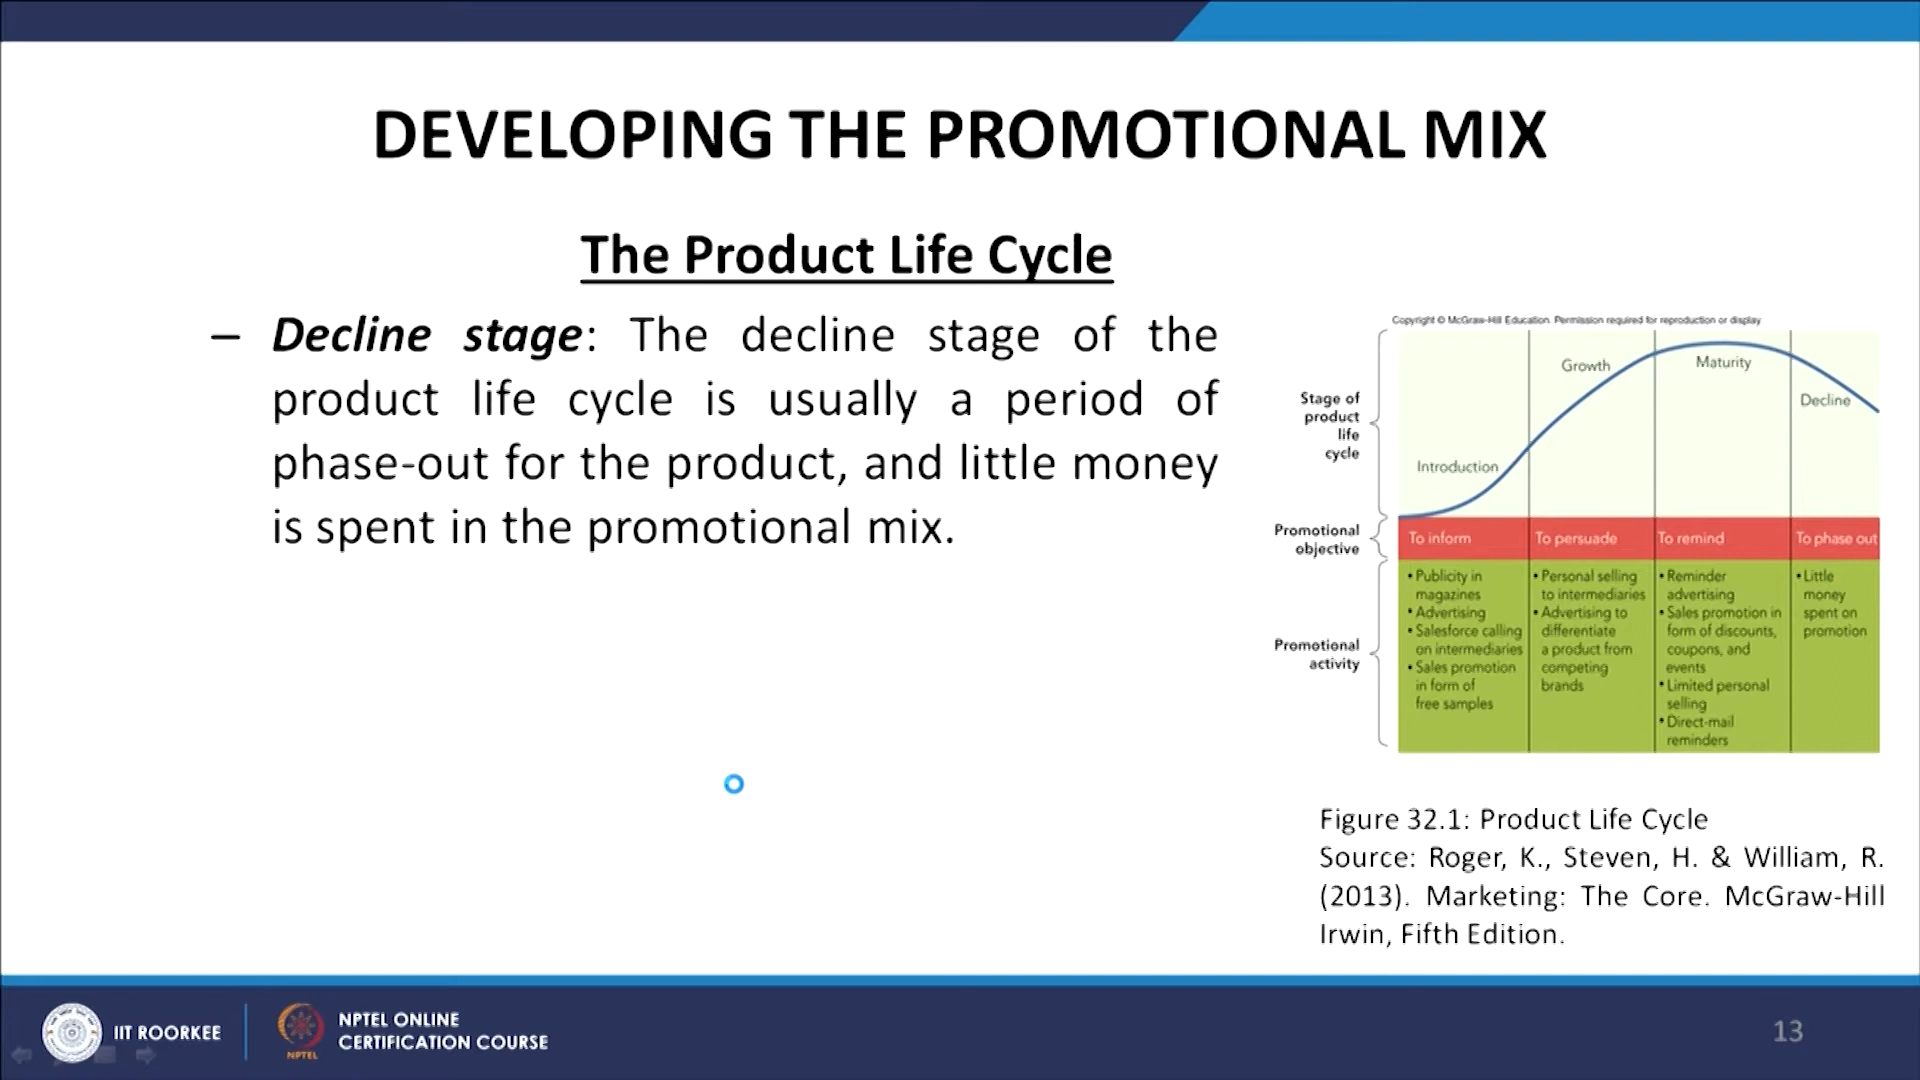 DEVELOPING THE PROMOTIONAL MIX
The Product Life Cycle
– Decline stage: The decline stage of the
product life cycle is usually a period of
phase-out for the product, and little money
is spent in the promotional mix.
Copyright © McGraw-Hill Education. Permission required for reproduction or display
Stage of
product
life
cycle
Introduction
Growth
Maturity
Decline
Promotional
objective
To inform
To persuade
To remind
To phase out
Promotional
activity
• Publicity in
magazines
• Advertising
• Salesforce calling
on intermediaries
• Sales promotion
in form of
free samples
• Personal selling
to intermediaries
• Advertising to
differentiate
a product from
competing
brands
• Reminder
advertising
• Sales promotion in
form of discounts,
coupons, and
events
• Limited personal
selling
• Direct-mail
reminders
• Little
money
spent on
promotion
Figure 32.1: Product Life Cycle
Source: Roger, K., Steven, H. & William, R.
(2013). Marketing: The Core. McGraw-Hill
Irwin, Fifth Edition.
IIT ROORKEE
NPTEL
NPTEL ONLINE
CERTIFICATION COURSE
13